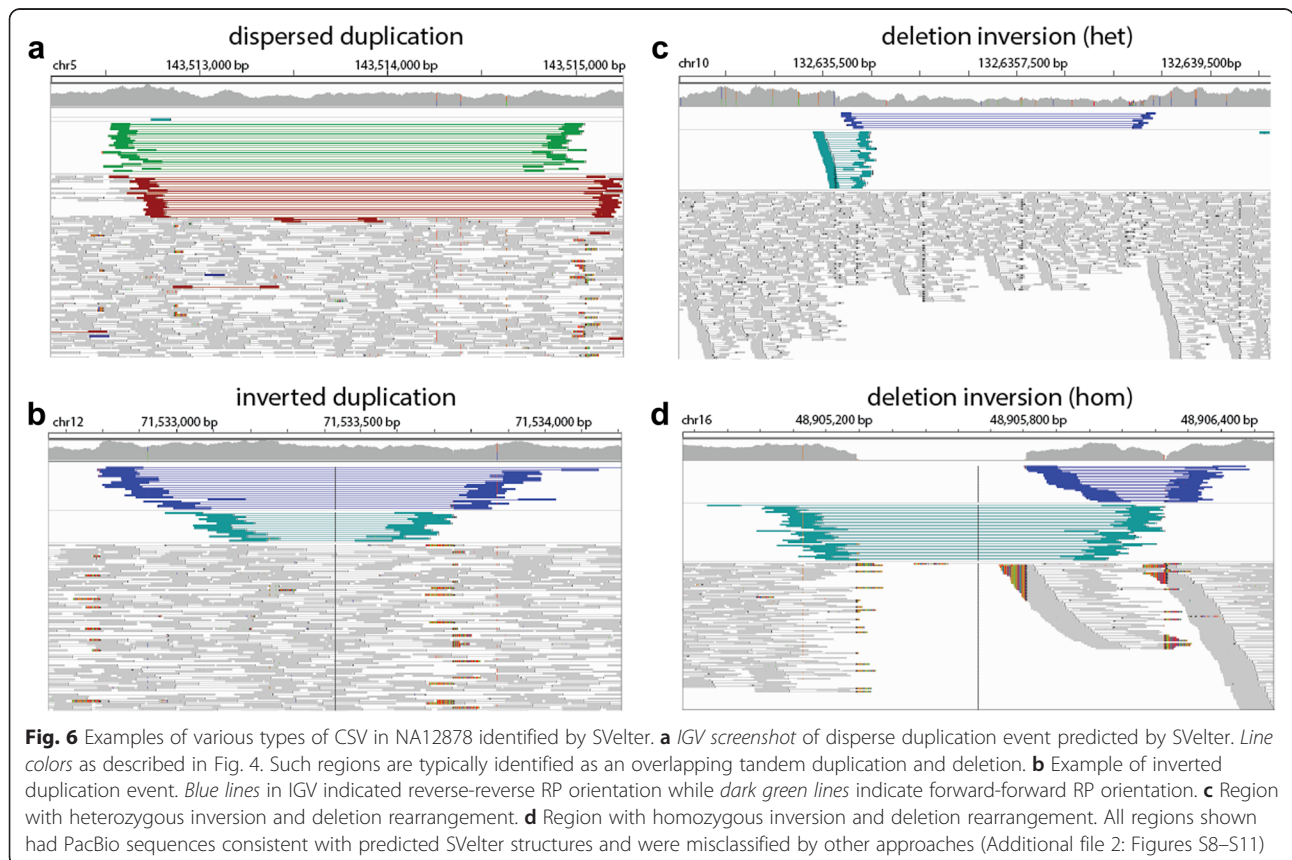 a
dispersed duplication
chr5
143,513,000 bp
143,514,000 bp
143,515,000 bp
c
deletion inversion (het)
chr10
132,635,500 bp
132,6357,500 bp
132,639,500 bp
b
inverted duplication
chr12
71,533,000 bp
71,533,500 bp
71,534,000 bp
d
deletion inversion (hom)
chr16
48,905,200 bp
48,905,800 bp
48,906,400 bp
Fig. 6 Examples of various types of CSV in NA12878 identified by SVelter. a IGV screenshot of disperse duplication event predicted by SVelter. Line
colors as described in Fig. 4. Such regions are typically identified as an overlapping tandem duplication and deletion. b Example of inverted
duplication event. Blue lines in IGV indicated reverse-reverse RP orientation while dark green lines indicate forward-forward RP orientation. c Region
with heterozygous inversion and deletion rearrangement. d Region with homozygous inversion and deletion rearrangement. All regions shown
had PacBio sequences consistent with predicted SVelter structures and were misclassified by other approaches (Additional file 2: Figures S8–S11)